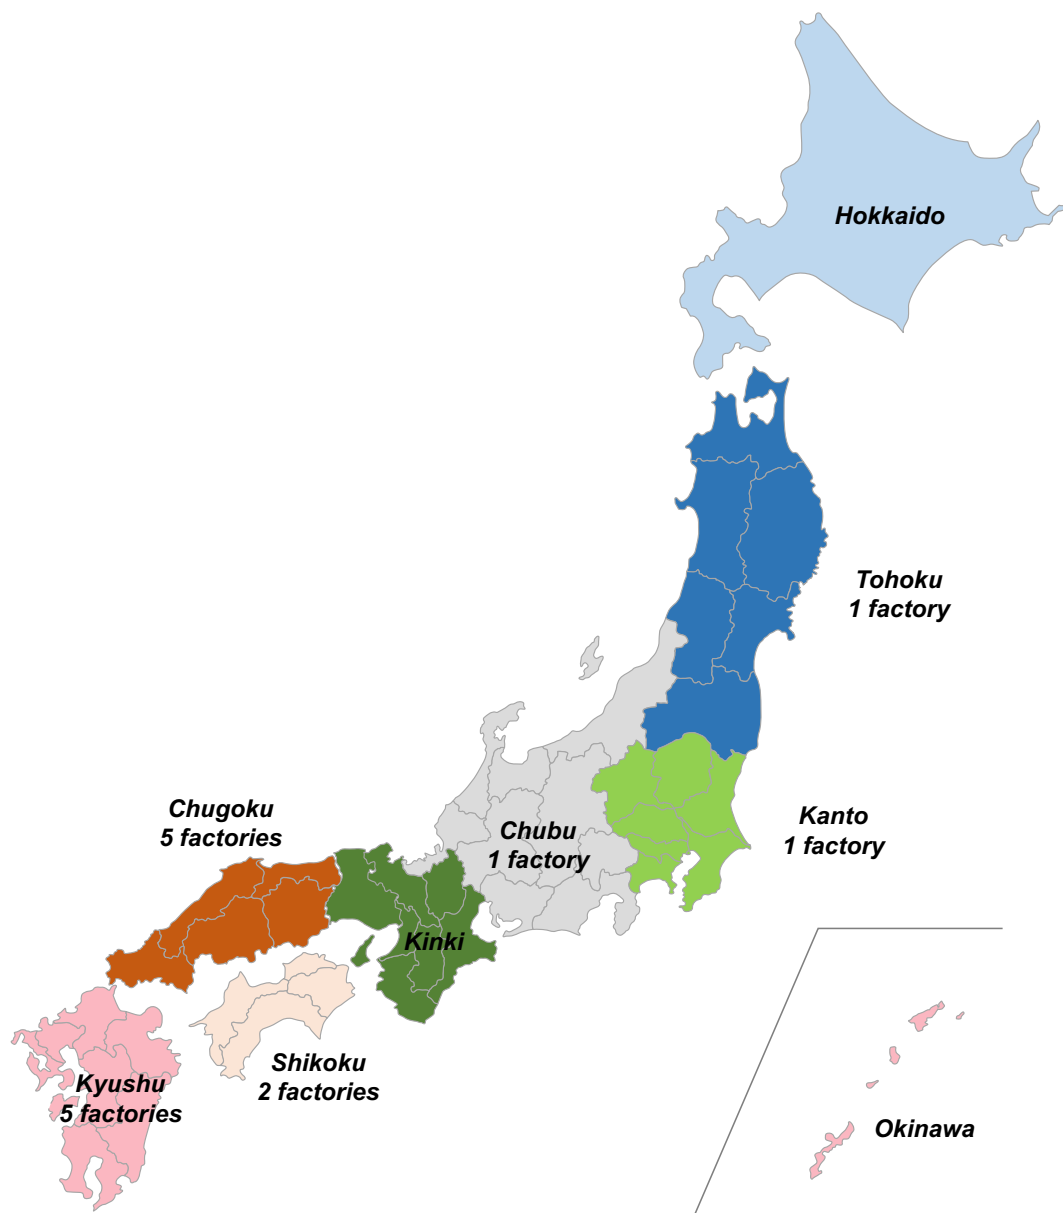 Hokkaido
Tohoku
1 factory
Chugoku
5 factories
Chubu
1 factory
Kanto
1 factory
Kinki
Shikoku
2 factories
Kyushu
5 factories
Okinawa